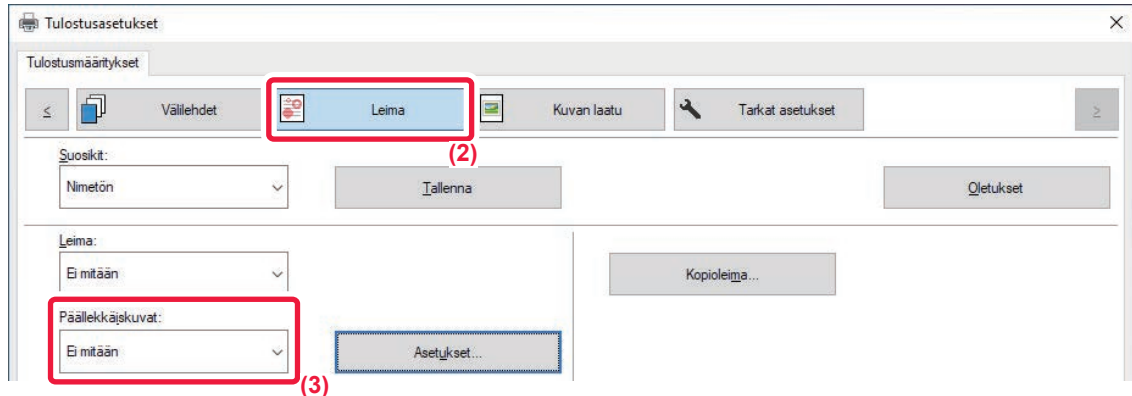 Tulostusasetukset
Tulostusmääritykset
< Välilehdet Leima Kuvan laatu Tarkat asetukset >
(2)
Suosikit:
Nimetön Tallenna Oletukset
Leima:
Ei mitään Kopioleima...
Päällekkäiskuvat:
Ei mitään Asetukset...
(3)